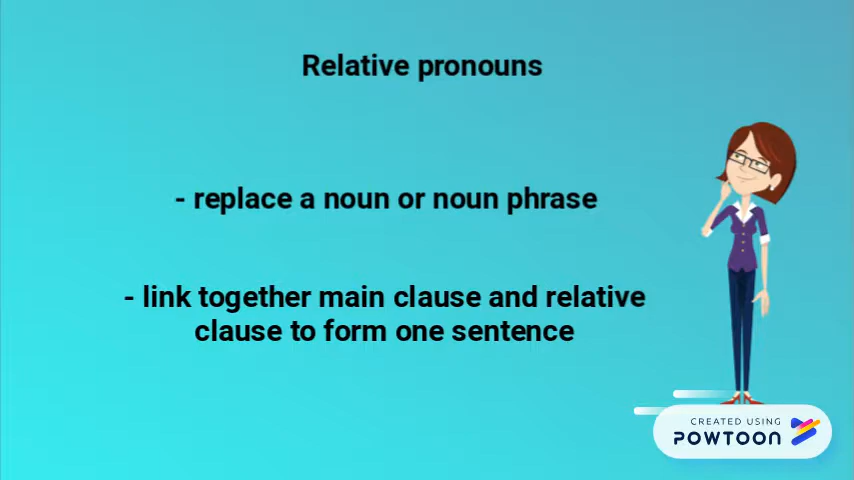 Relative pronouns
- replace a noun or noun phrase
- link together main clause and relative
clause to form one sentence
CREATED USING
POWTOON